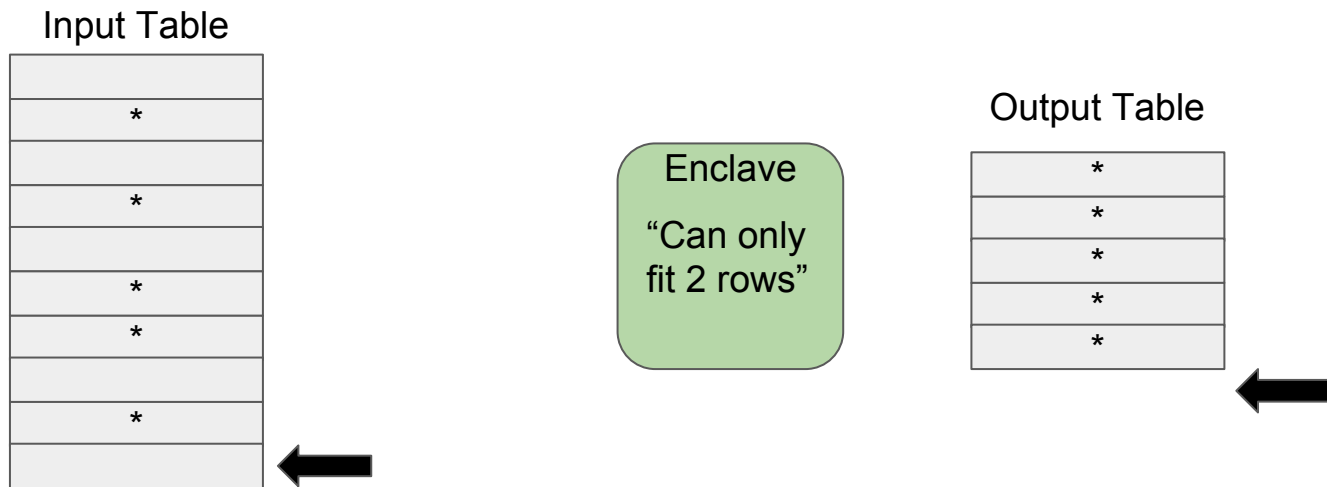 Input Table
*
*
*
*
*
Enclave
“Can only
fit 2 rows”
Output Table
*
*
*
*
*